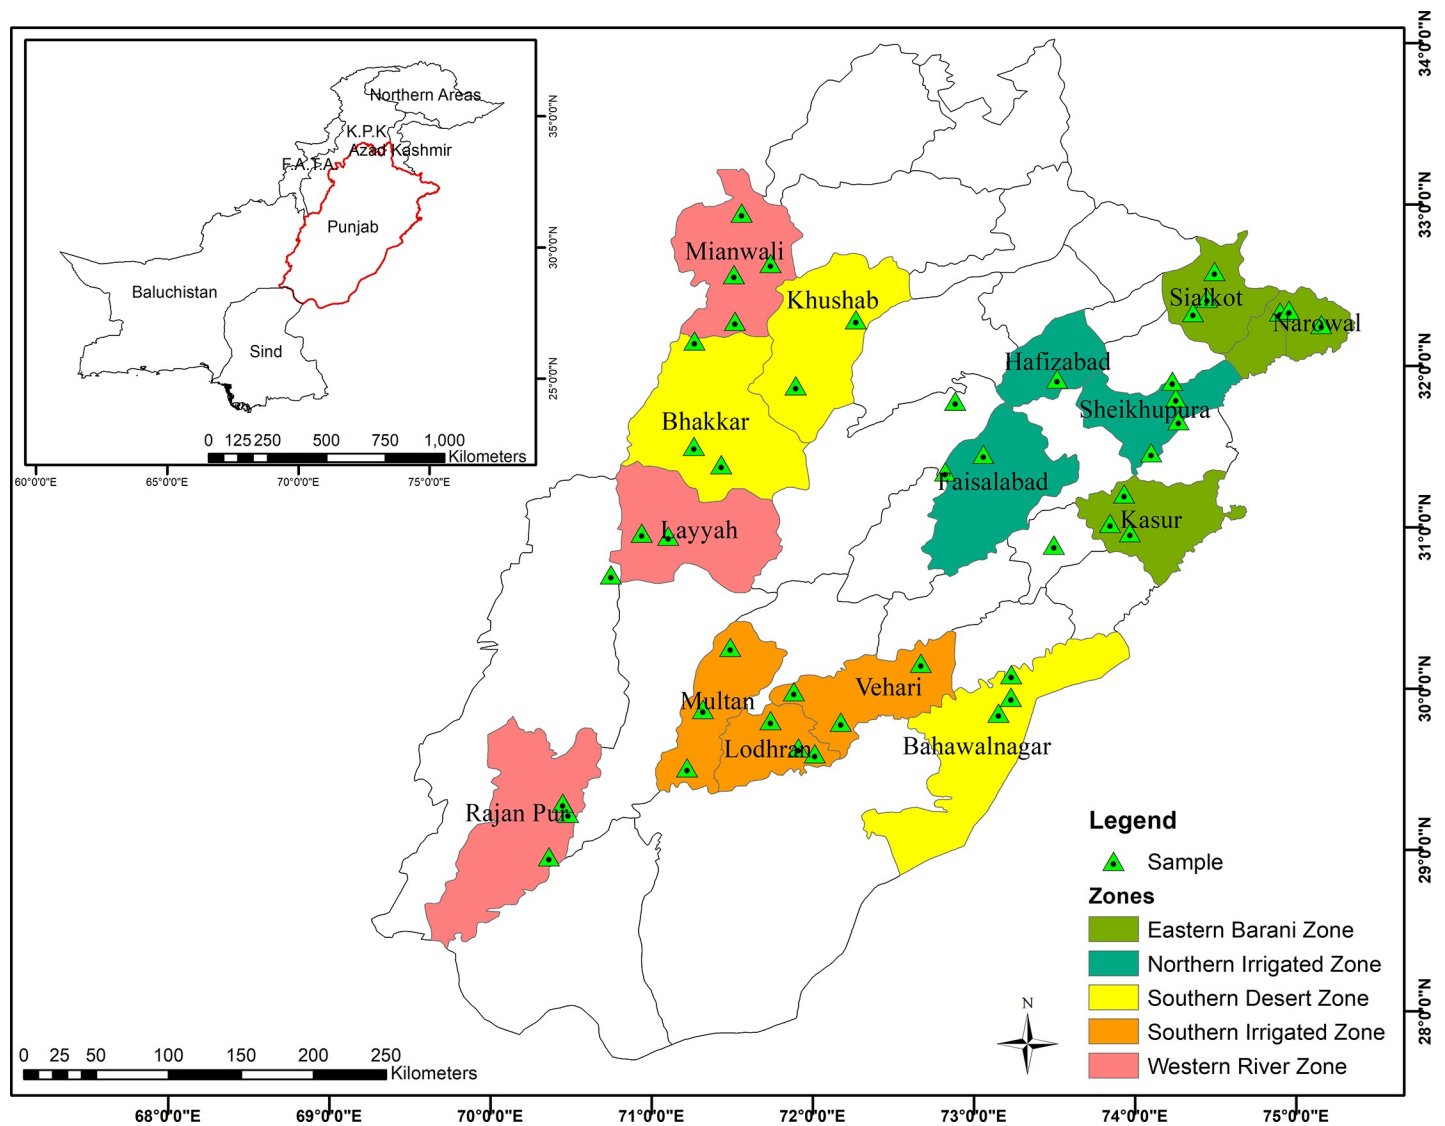 Northern Areas
K.P.K
Azad Kashmir
F.A.T.A.
Punjab
Baluchistan
Sind
0 125 250 500 750 1,000
Kilometers
35°0'0"N
30°0'0"N
25°0'0"N
60°0'0"E 65°0'0"E 70°0'0"E 75°0'0"E
34°0'0"N
33°0'0"N
32°0'0"N
31°0'0"N
30°0'0"N
29°0'0"N
28°0'0"N
Mianwali
Khushab
Sialkot
Narowal
Hafizabad
Sheikhupura
Bhakkar
Faisalabad
Layyah
Kasur
Multan
Vehari
Lodhran
Bahawalnagar
Rajan Pur
Legend
Sample
Zones
Eastern Barani Zone
Northern Irrigated Zone
Southern Desert Zone
Southern Irrigated Zone
Western River Zone
N
0 25 50 100 150 200 250
Kilometers
68°0'0"E 69°0'0"E 70°0'0"E 71°0'0"E 72°0'0"E 73°0'0"E 74°0'0"E 75°0'0"E